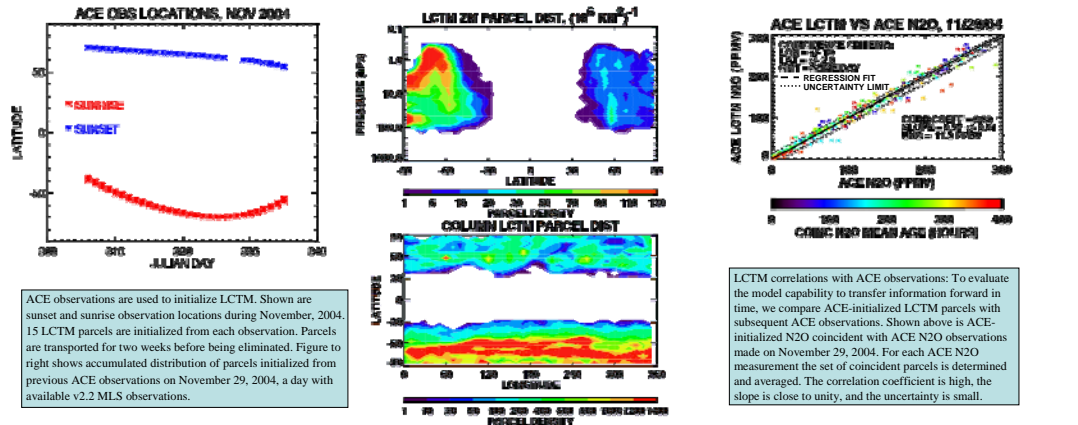 ACE OBS LOCATIONS, NOV 2004
LATITUDE
SUNRISE
SUNSET
JULIAN DAY
ACE observations are used to initialize LCTM. Shown are
sunset and sunrise observation locations during November, 2004.
15 LCTM parcels are initialized from each observation. Parcels
are transported for two weeks before being eliminated. Figure to
right shows accumulated distribution of parcels initialized from
previous ACE observations on November 29, 2004, a day with
available v2.2 MLS observations.
LCTM ZM PARCEL DIST,
LATITUDE
PARCEL DENSITY
COLUMN LCTM PARCEL DIST
LATITUDE
LONGITUDE
0 50 100 150 200 250 300 350
PARCEL DENSITY
ACE LCTM VS ACE N2O, 11/29/04
ACE LCTM N2O (PPBV)
REGRESSION FIT
UNCERTAINTY LIMIT
ACE N2O (PPBV)
COINC N2O MEAN AGE (HOURS)
LCTM correlations with ACE observations: To evaluate
the model capability to transfer information forward in
time, we compare ACE-initialized LCTM parcels with
subsequent ACE observations. Shown above is ACE-
initialized N2O coincident with ACE N2O observations
made on November 29, 2004. For each ACE N2O
measurement the set of coincident parcels is determined
and averaged. The correlation coefficient is high, the
slope is close to unity, and the uncertainty is small.